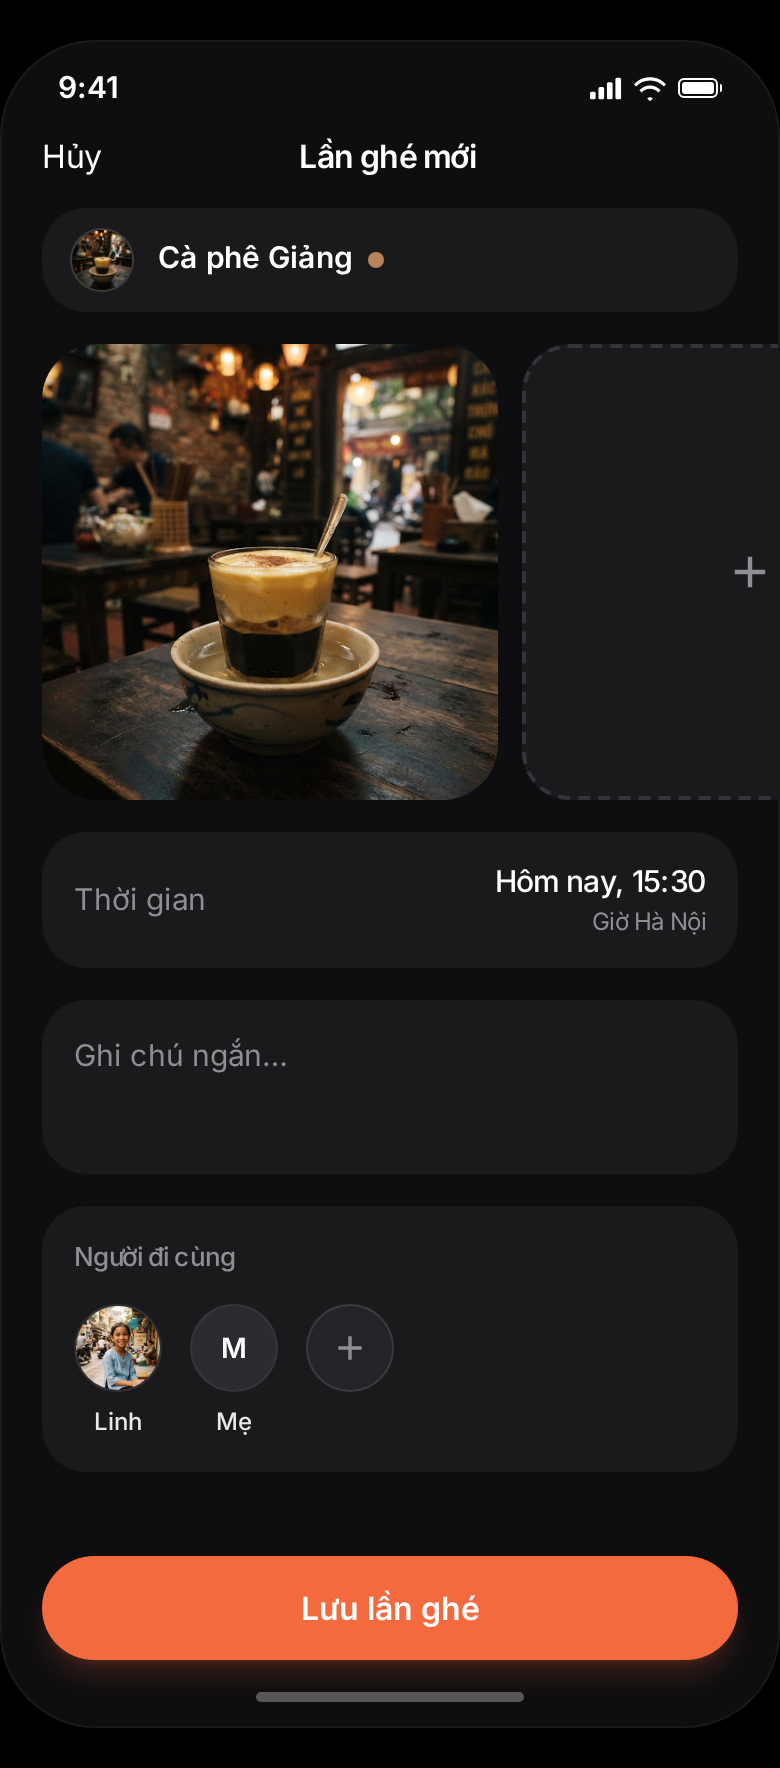 9:41
Hủy
Lần ghé mới
Cà phê Giảng
Thời gian
Hôm nay, 15:30
Giờ Hà Nội
Ghi chú ngắn...
Người đi cùng
M
Linh
Mẹ
Lưu lần ghé